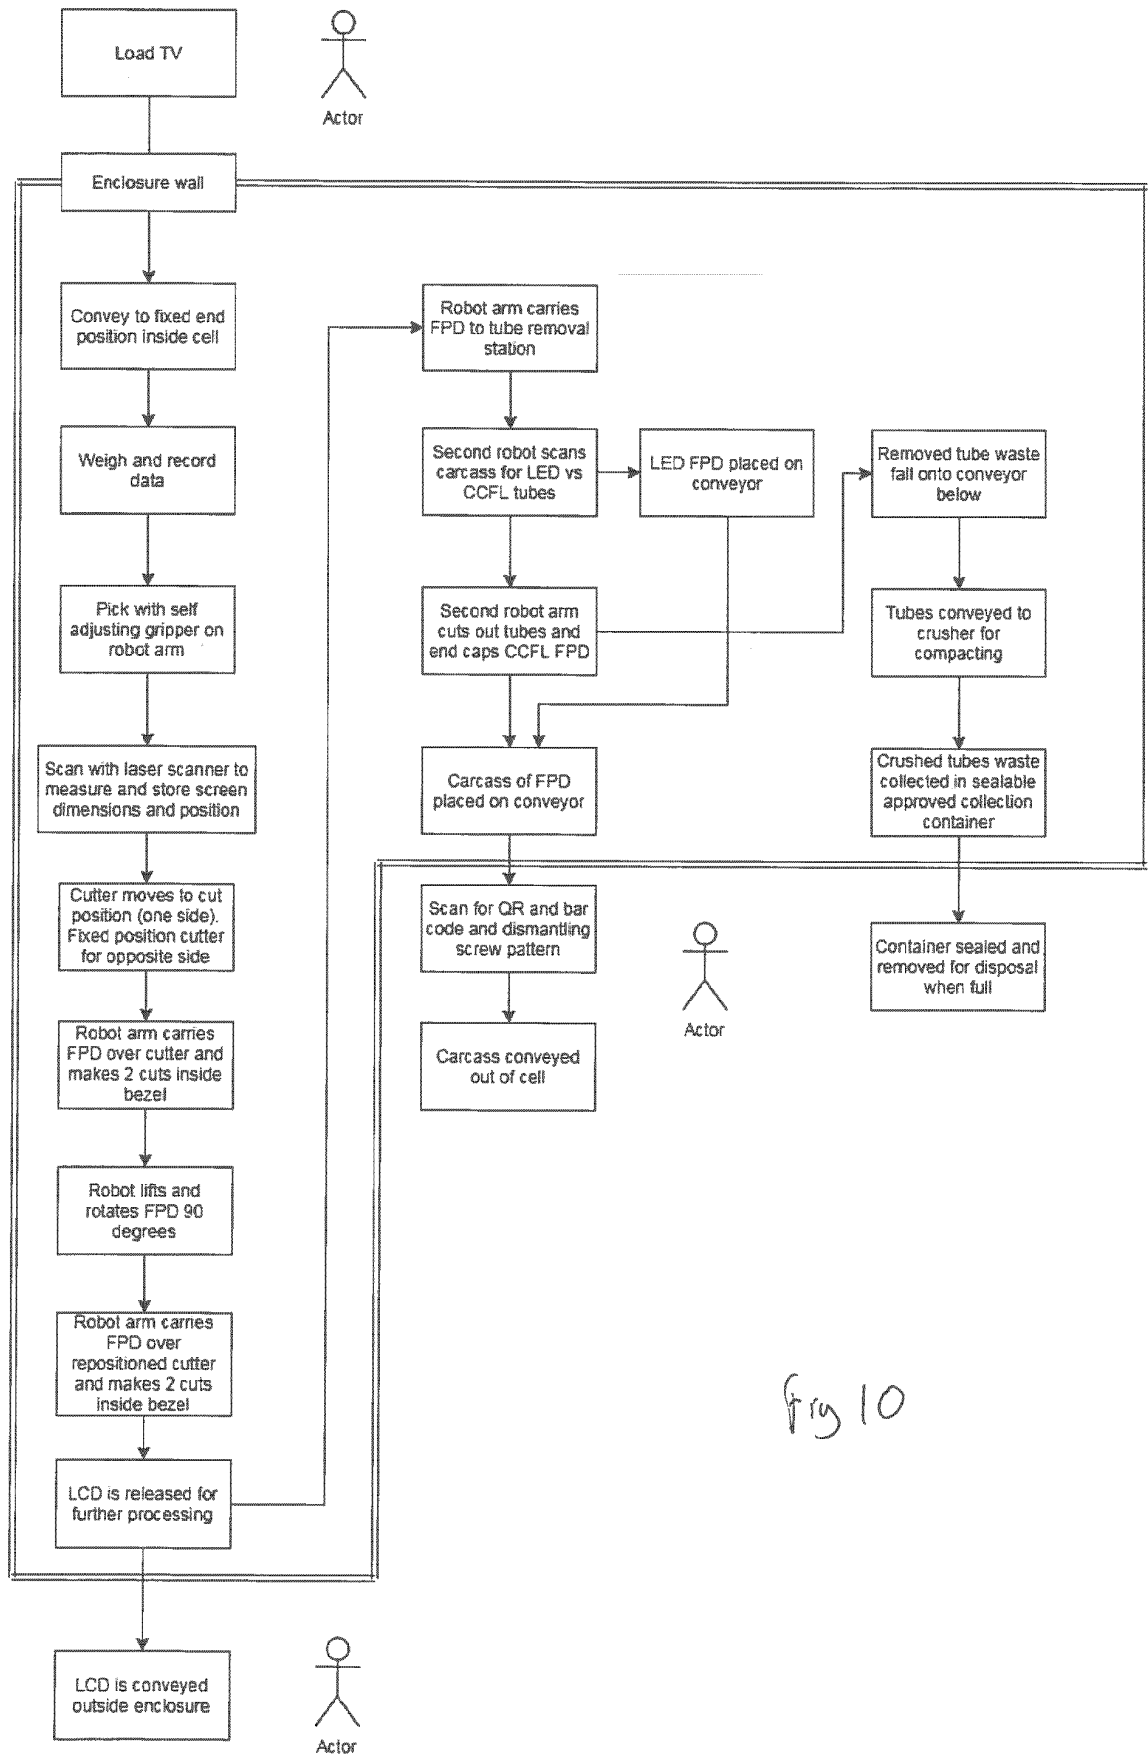 Load TV
Actor
Enclosure wall
Convey to fixed end
position inside cell
Weigh and record
data
Pick with self
adjusting gripper on
robot arm
Scan with laser scanner to
measure and store screen
dimensions and position
Cutter moves to cut
position (one side).
Fixed position cutter
for opposite side
Robot arm carries
FPD over cutter and
makes 2 cuts inside
bezel
Robot lifts and
rotates FPD 90
degrees
Robot arm carries
FPD over
repositioned cutter
and makes 2 cuts
inside bezel
LCD is released for
further processing
LCD is conveyed
outside enclosure
Actor
Robot arm carries
FPD to tube removal
station
Second robot scans
carcass for LED vs
CCFL tubes
LED FPD placed on
conveyor
Second robot arm
cuts out tubes and
end caps CCFL FPD
Carcass of FPD
placed on conveyor
Scan for QR and bar
code and dismantling
screw pattern
Carcass conveyed
out of cell
Actor
Removed tube waste
fall onto conveyor
below
Tubes conveyed to
crusher for
compacting
Crushed tubes waste
collected in sealable
approved collection
container
Container sealed and
removed for disposal
when full
Fig 10